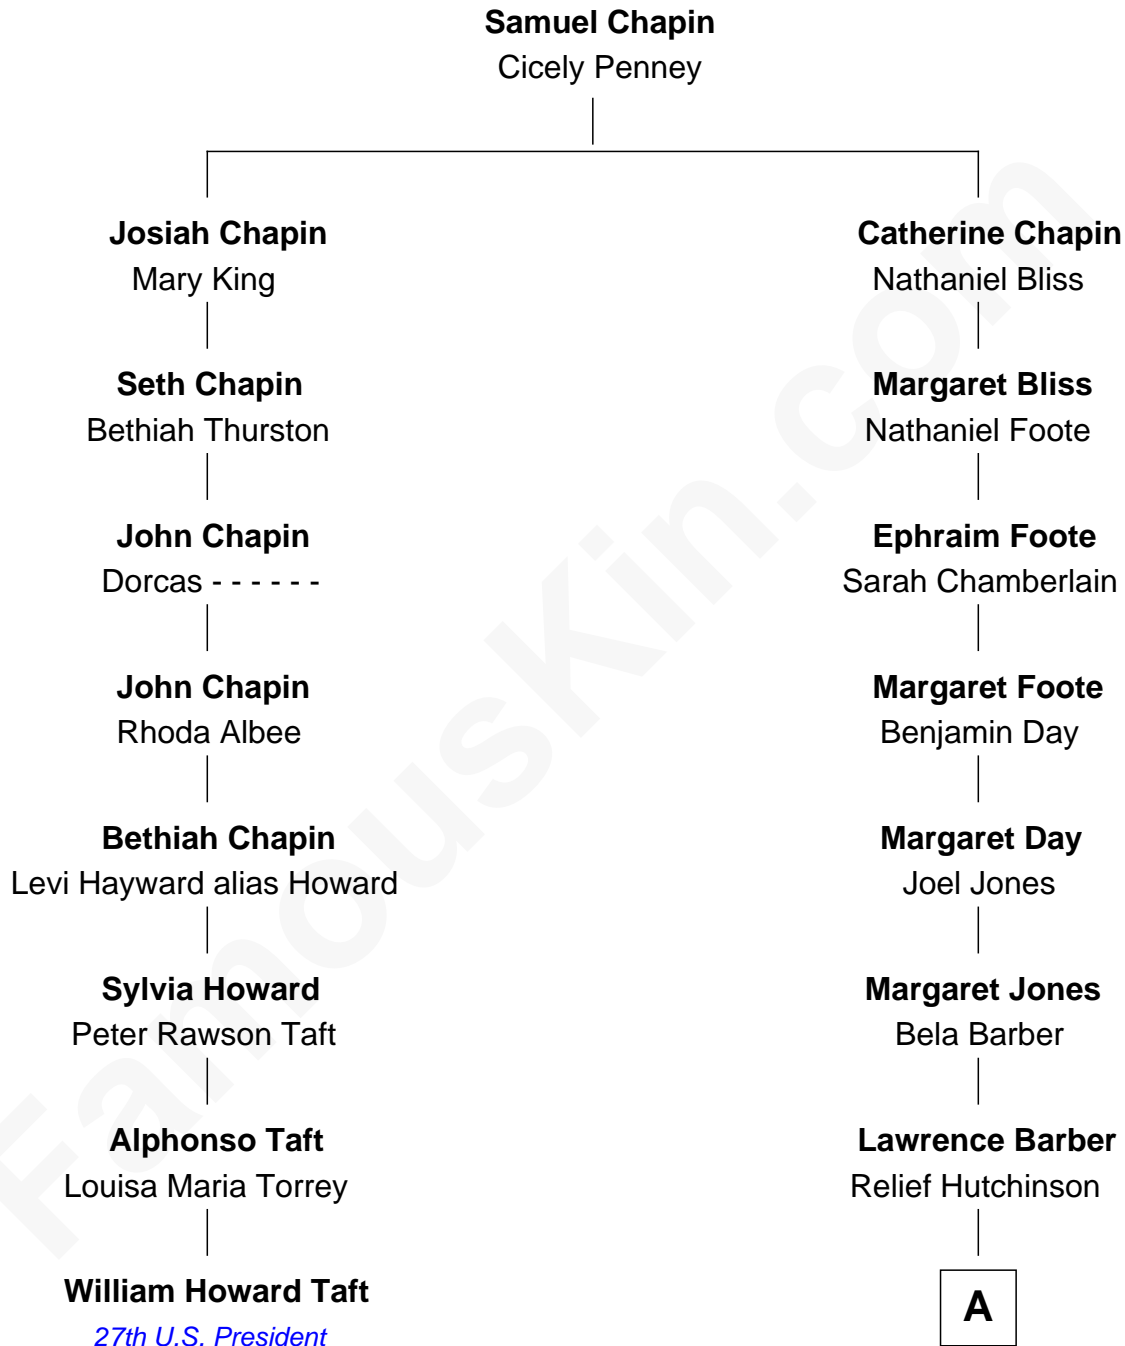 Samuel Chapin
Cicely Penney
Josiah Chapin
Mary King
Catherine Chapin
Nathaniel Bliss
Seth Chapin
Bethiah Thurston
Margaret Bliss
Nathaniel Foote
John Chapin
Dorcas - - - - - -
Ephraim Foote
Sarah Chamberlain
John Chapin
Rhoda Albee
Margaret Foote
Benjamin Day
Bethiah Chapin
Levi Hayward alias Howard
Margaret Day
Joel Jones
Sylvia Howard
Peter Rawson Taft
Margaret Jones
Bela Barber
Alphonso Taft
Louisa Maria Torrey
Lawrence Barber
Relief Hutchinson
William Howard Taft
27th U.S. President
A
FamousKin.com